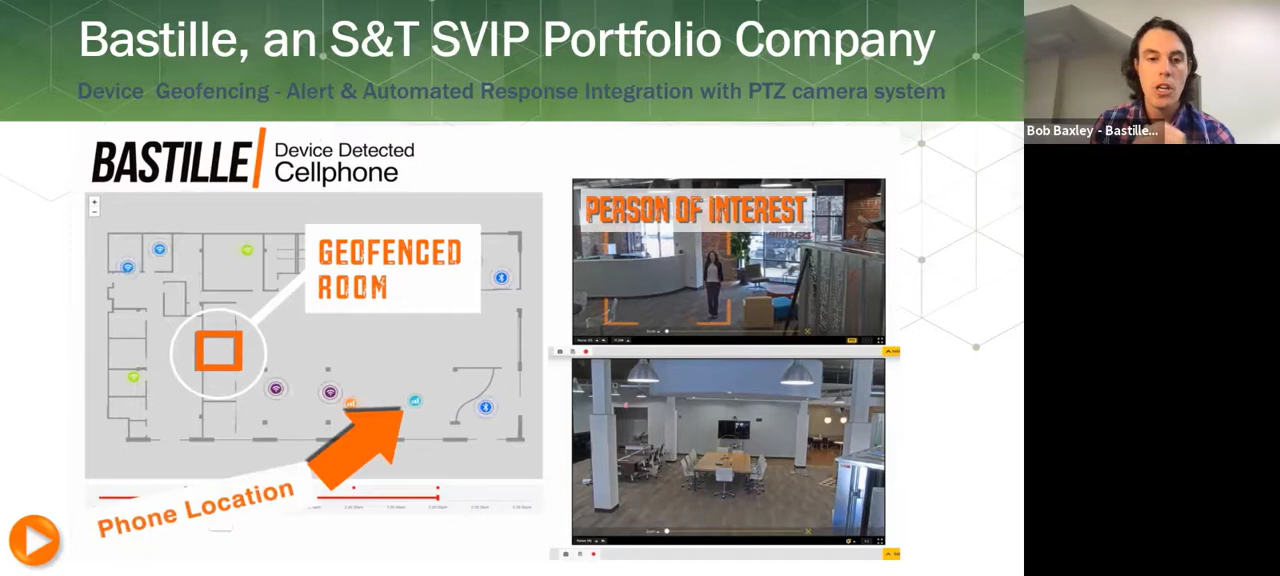 Bastille, an S&T SVIP Portfolio Company
Device Geofencing - Alert & Automated Response Integration with PTZ camera system
Bob Baxley - Bastille...
BASTILLE
Device Detected
Cellphone
GEOFENCED
ROOM
PERSON OF INTEREST
Phone Location